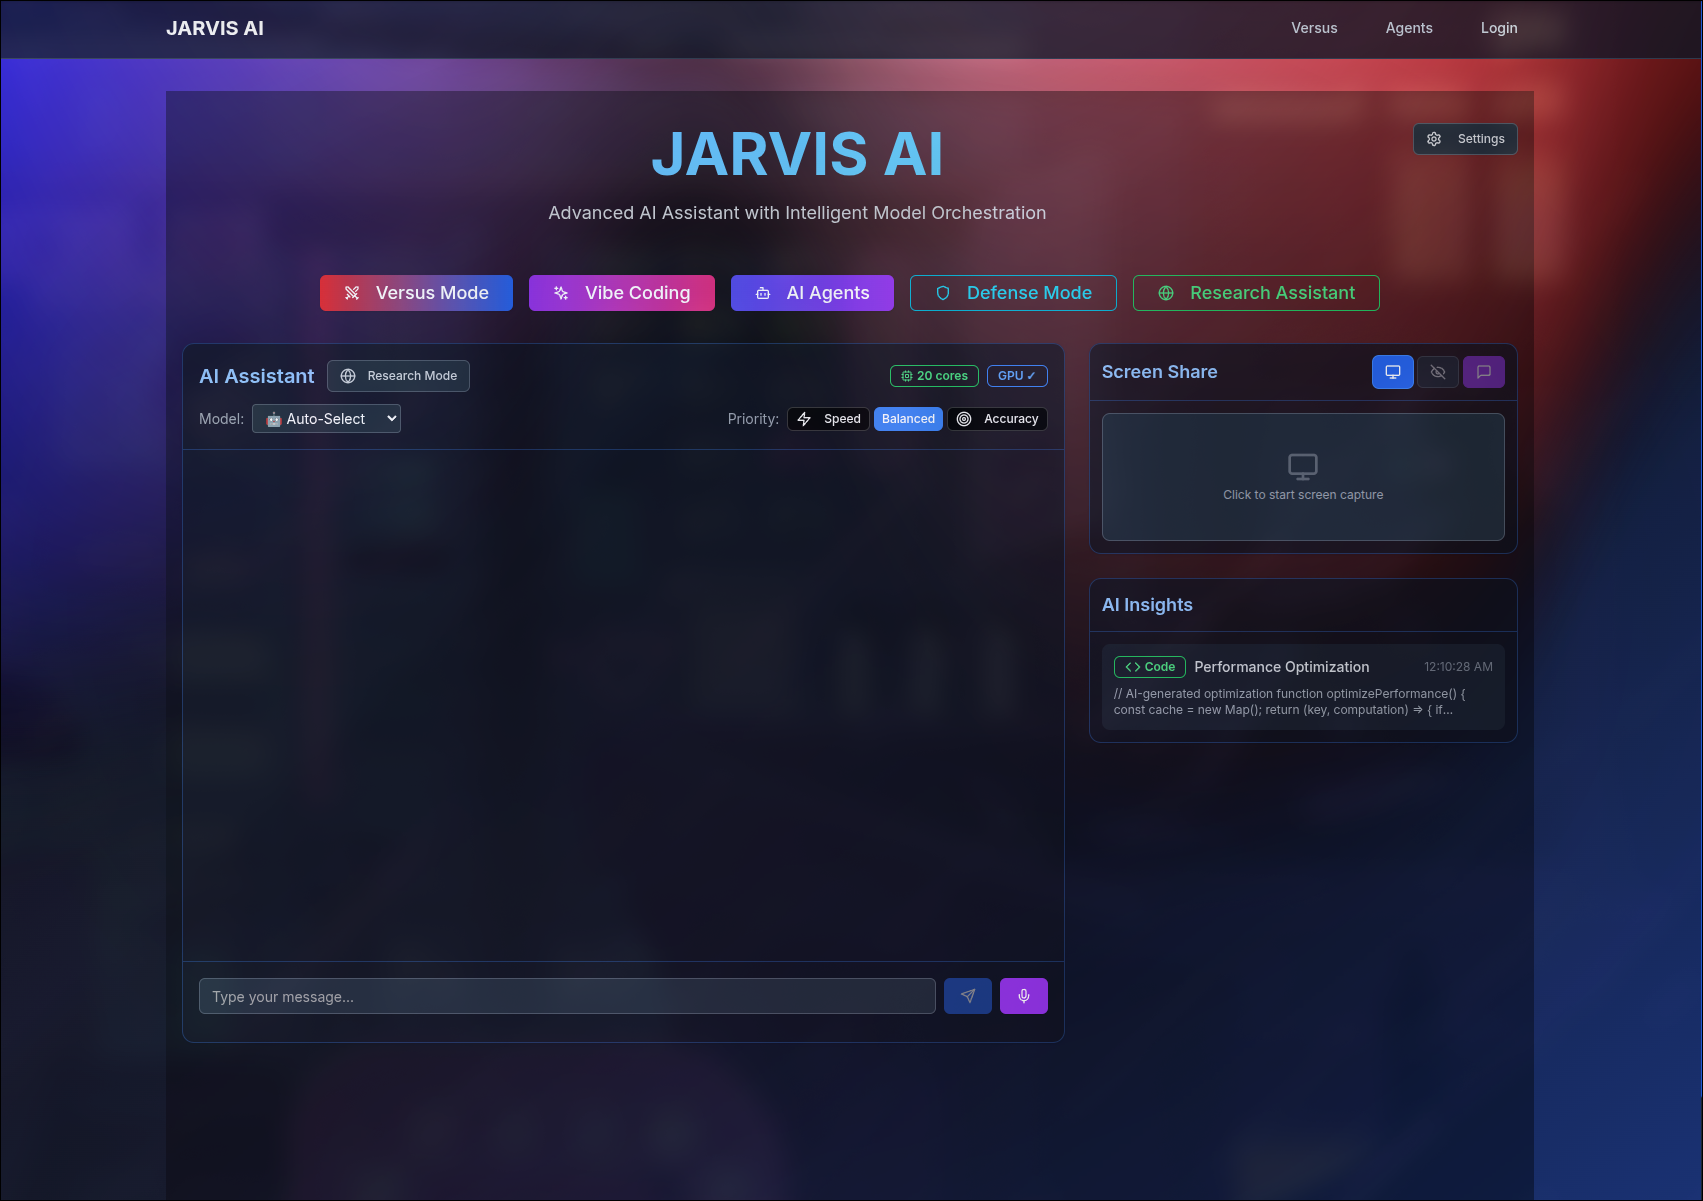 JARVIS AI
Versus
Agents
Login
JARVIS AI
Settings
Advanced AI Assistant with Intelligent Model Orchestration
Versus Mode
Vibe Coding
AI Agents
Defense Mode
Research Assistant
AI Assistant
Research Mode
20 cores
GPU ✓
Model:
🤖 Auto-Select
Priority:
Speed
Balanced
Accuracy
Type your message...
Screen Share
Click to start screen capture
AI Insights
Code
Performance Optimization
12:10:28 AM
// AI-generated optimization function optimizePerformance() {
const cache = new Map(); return (key, computation) => { if...